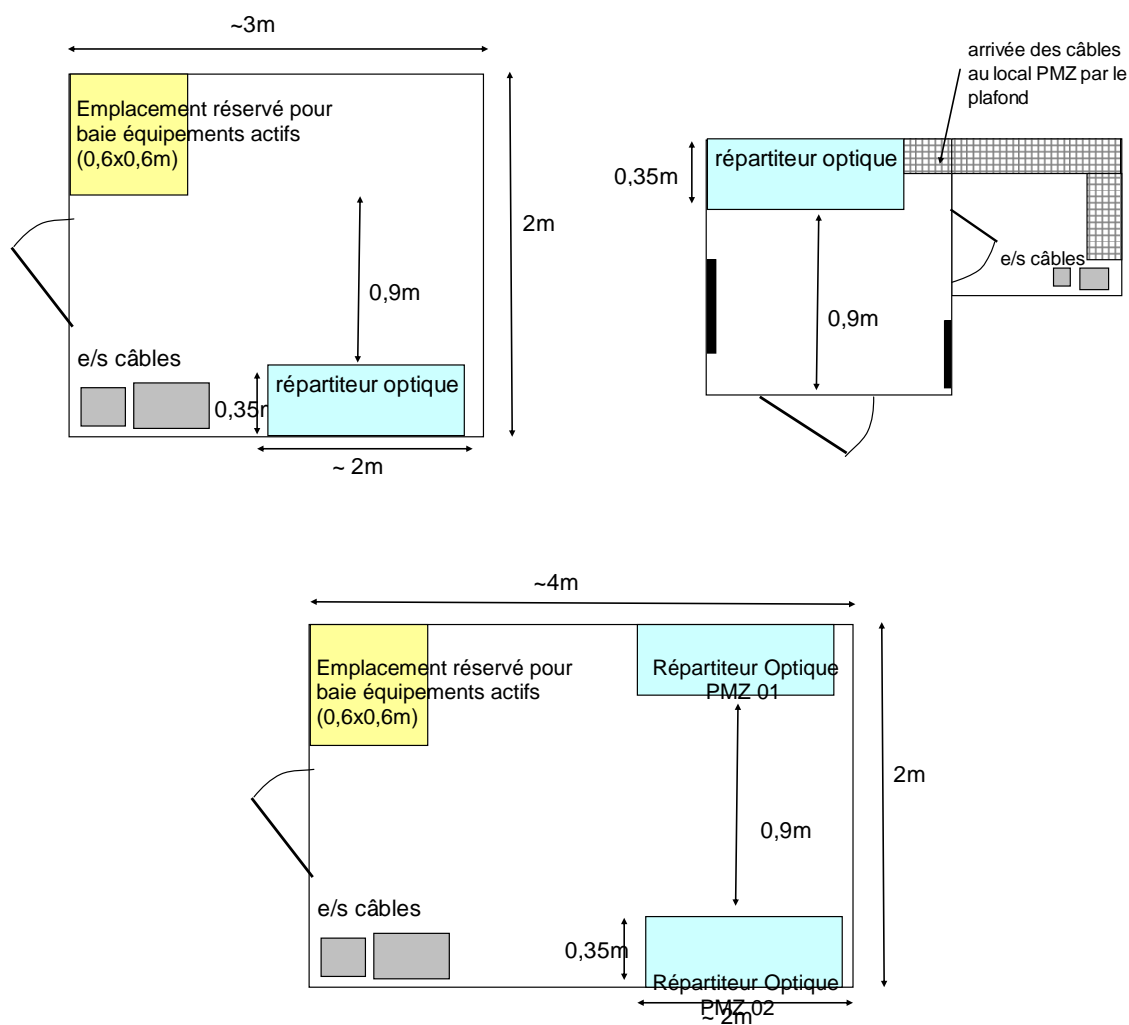 ~3m
Emplacement réservé pour
baie équipements actifs
(0,6x0,6m)
2m
0,9m
e/s câbles
0,35m
répartiteur optique
~ 2m
arrivée des câbles
au local PMZ par le
plafond
répartiteur optique
0,35m
e/s câbles
0,9m
~4m
Emplacement réservé pour
baie équipements actifs
(0,6x0,6m)
Répartiteur Optique
PMZ 01
2m
0,9m
e/s câbles
0,35m
Répartiteur Optique
PMZ 02
~ 2m